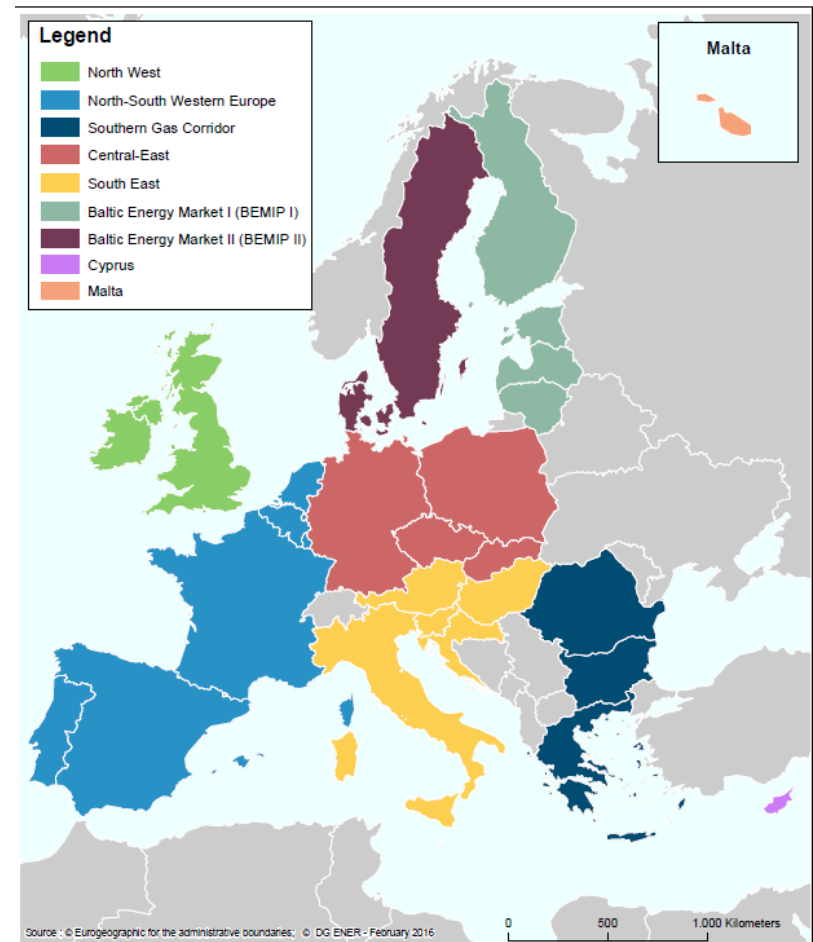 Legend
North West
North-South Western Europe
Southern Gas Corridor
Central-East
South East
Baltic Energy Market I (BEMIP I)
Baltic Energy Market II (BEMIP II)
Cyprus
Malta
Malta
Source : © Eurogeographic for the administrative boundaries; © DG ENER - February 2016
0 500 1.000 Kilometers